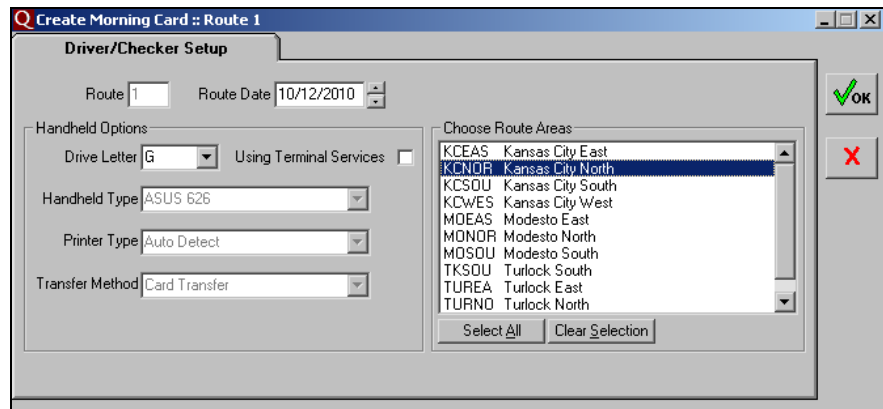 Q Create Morning Card :: Route 1
Driver/Checker Setup
Route 1 Route Date 10/12/2010
Handheld Options
Drive Letter G Using Terminal Services
Handheld Type ASUS 626
Printer Type Auto Detect
Transfer Method Card Transfer
Choose Route Areas
KCEAS Kansas City East
KCNOR Kansas City North
KCSOU Kansas City South
KCWES Kansas City West
MOEAS Modesto East
MONOR Modesto North
MOSOU Modesto South
TKSOU Turlock South
TUREA Turlock East
TURNO Turlock North
Select All Clear Selection
OK
X